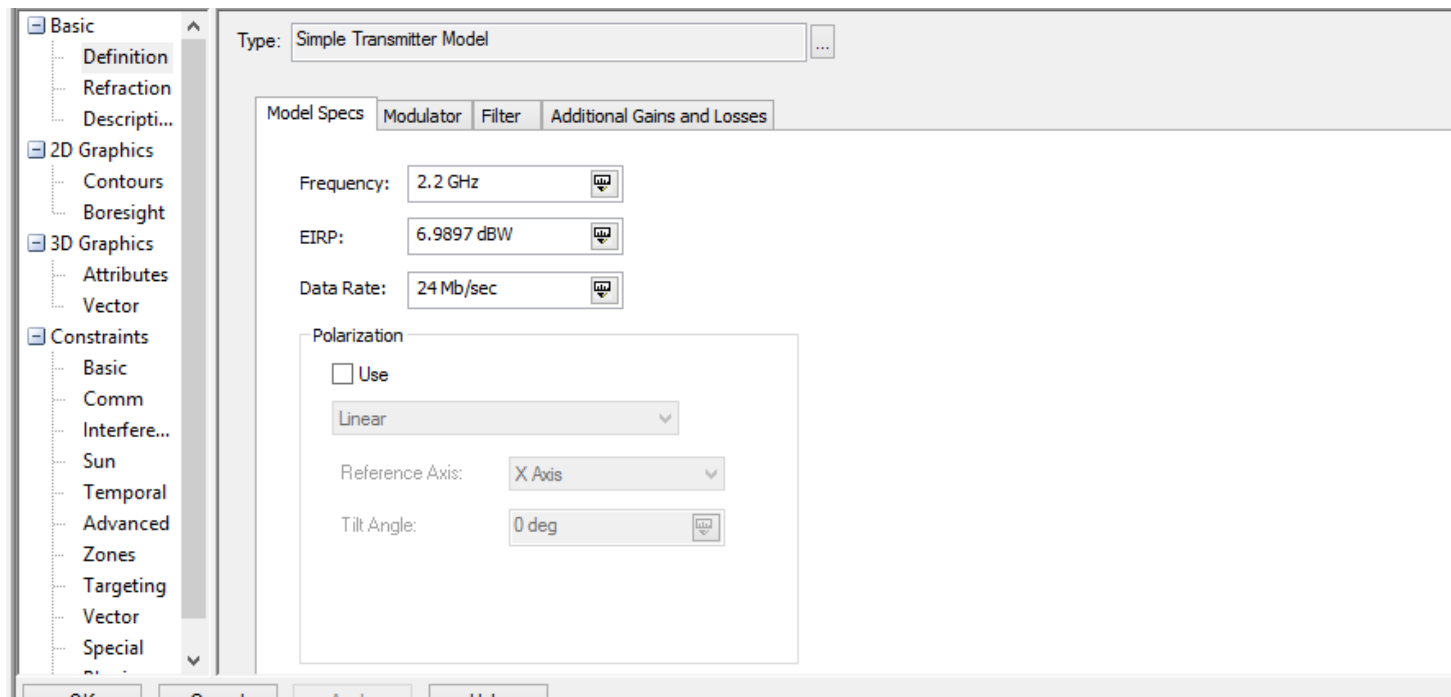 Basic
Definition
Refraction
Descripti...
2D Graphics
Contours
Boresight
3D Graphics
Attributes
Vector
Constraints
Basic
Comm
Interfere...
Sun
Temporal
Advanced
Zones
Targeting
Vector
Special
Type: Simple Transmitter Model ...
Model Specs Modulator Filter Additional Gains and Losses
Frequency: 2.2 GHz
EIRP: 6.9897 dBW
Data Rate: 24 Mb/sec
Polarization
Use
Linear
Reference Axis: X Axis
Tilt Angle: 0 deg